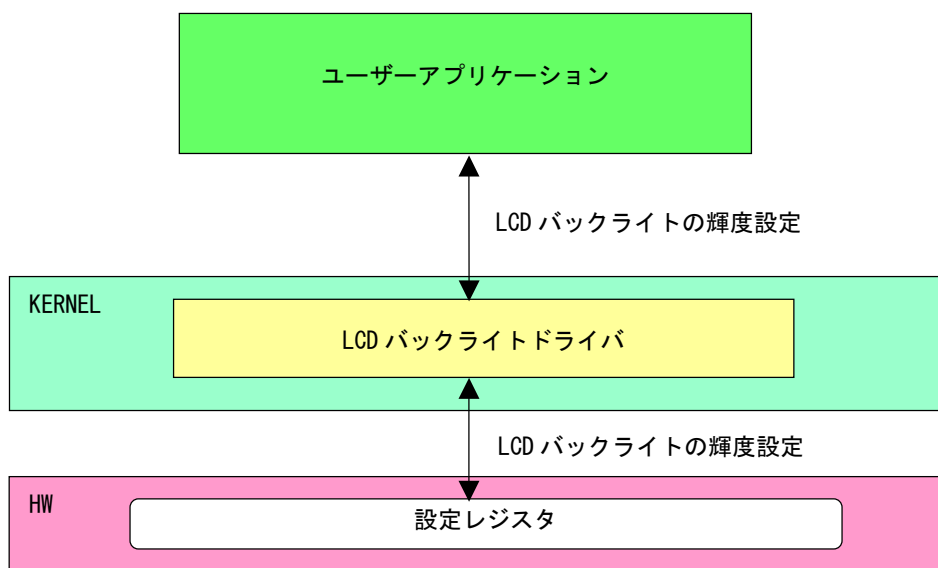 ユーザーアプリケーション
LCD バックライトの輝度設定
KERNEL
LCD バックライトドライバ
LCD バックライトの輝度設定
HW
設定レジスタ